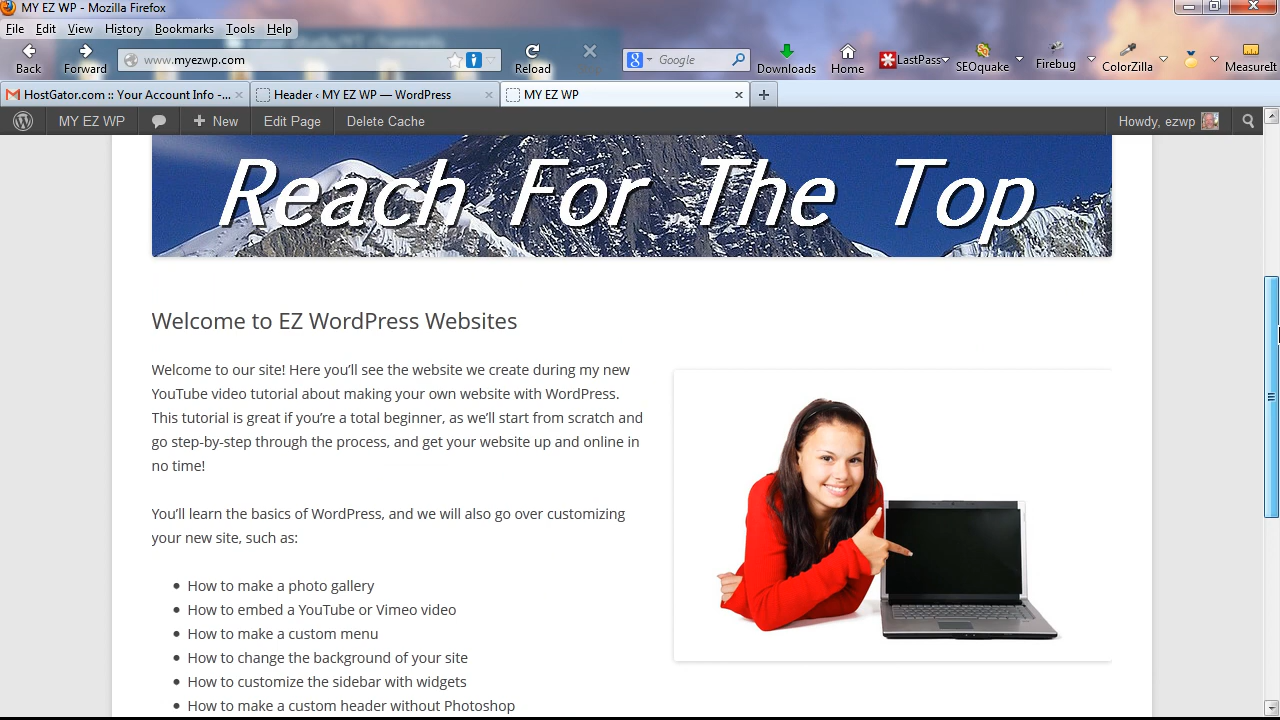 MY EZ WP - Mozilla Firefox
File Edit View History Bookmarks Tools Help
Back Forward www.myezwp.com Reload Google Downloads Home LastPass SEOquake Firebug ColorZilla MeasureIt
HostGator.com :: Your Account Info -... Header ‹ MY EZ WP — WordPress MY EZ WP
MY EZ WP New Edit Page Delete Cache Howdy, ezwp
Reach For The Top
Welcome to EZ WordPress Websites
Welcome to our site! Here you'll see the website we create during my new
YouTube video tutorial about making your own website with WordPress.
This tutorial is great if you're a total beginner, as we'll start from scratch and
go step-by-step through the process, and get your website up and online in
no time!
You'll learn the basics of WordPress, and we will also go over customizing
your new site, such as:
• How to make a photo gallery
• How to embed a YouTube or Vimeo video
• How to make a custom menu
• How to change the background of your site
• How to customize the sidebar with widgets
• How to make a custom header without Photoshop